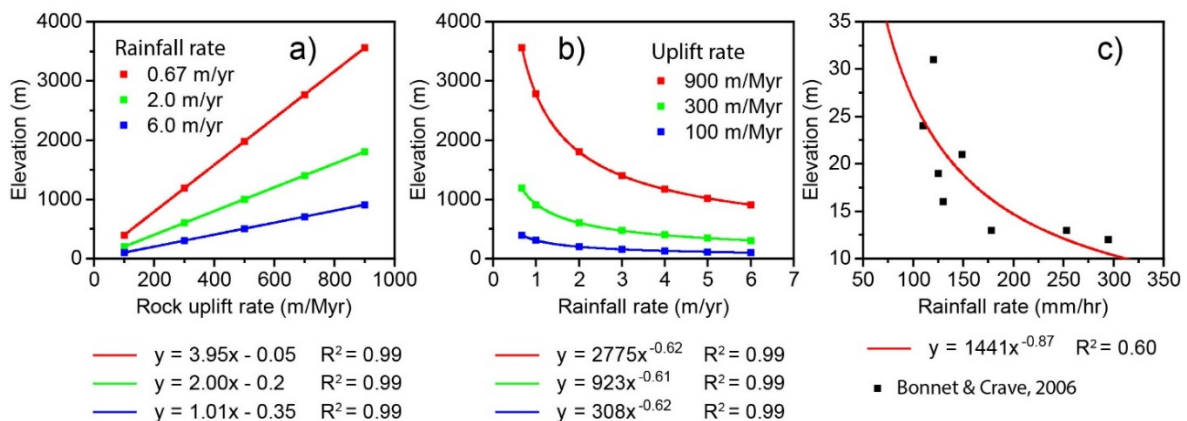 a)
Rainfall rate
0.67 m/yr
2.0 m/yr
6.0 m/yr
Elevation (m)
4000
3000
2000
1000
0
0 200 400 600 800 1000
Rock uplift rate (m/Myr)
y = 3.95x - 0.05 R² = 0.99
y = 2.00x - 0.2 R² = 0.99
y = 1.01x - 0.35 R² = 0.99
b)
Uplift rate
900 m/Myr
300 m/Myr
100 m/Myr
Elevation (m)
4000
3000
2000
1000
0
0 1 2 3 4 5 6 7
Rainfall rate (m/yr)
y = 2775x⁻⁰·⁶² R² = 0.99
y = 923x⁻⁰·⁶¹ R² = 0.99
y = 308x⁻⁰·⁶² R² = 0.99
c)
Elevation (m)
35
30
25
20
15
10
50 100 150 200 250 300 350
Rainfall rate (mm/hr)
y = 1441x⁻⁰·⁸⁷ R² = 0.60
Bonnet & Crave, 2006